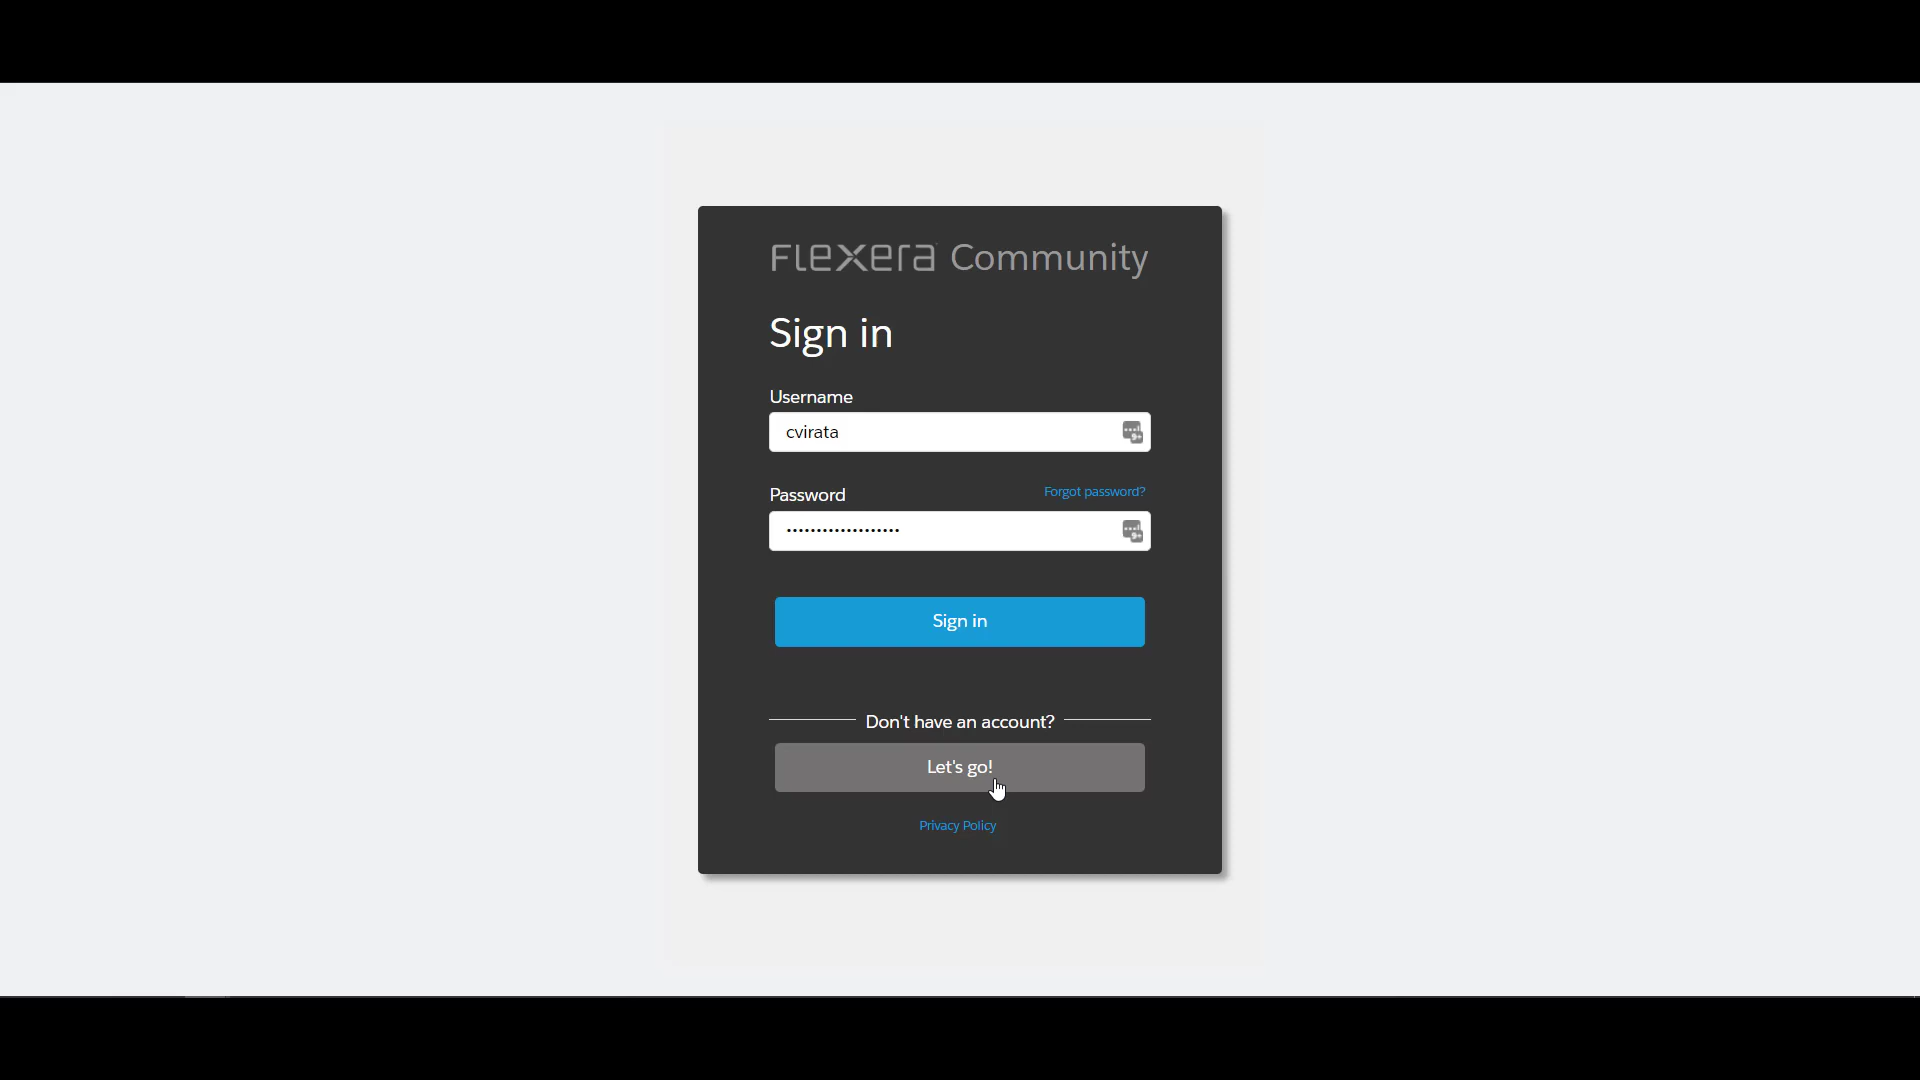 Flexera Community
Sign in
Username
cvirata
Password
Forgot password?
•••••••••••••••••••
Sign in
Don't have an account?
Let's go!
Privacy Policy